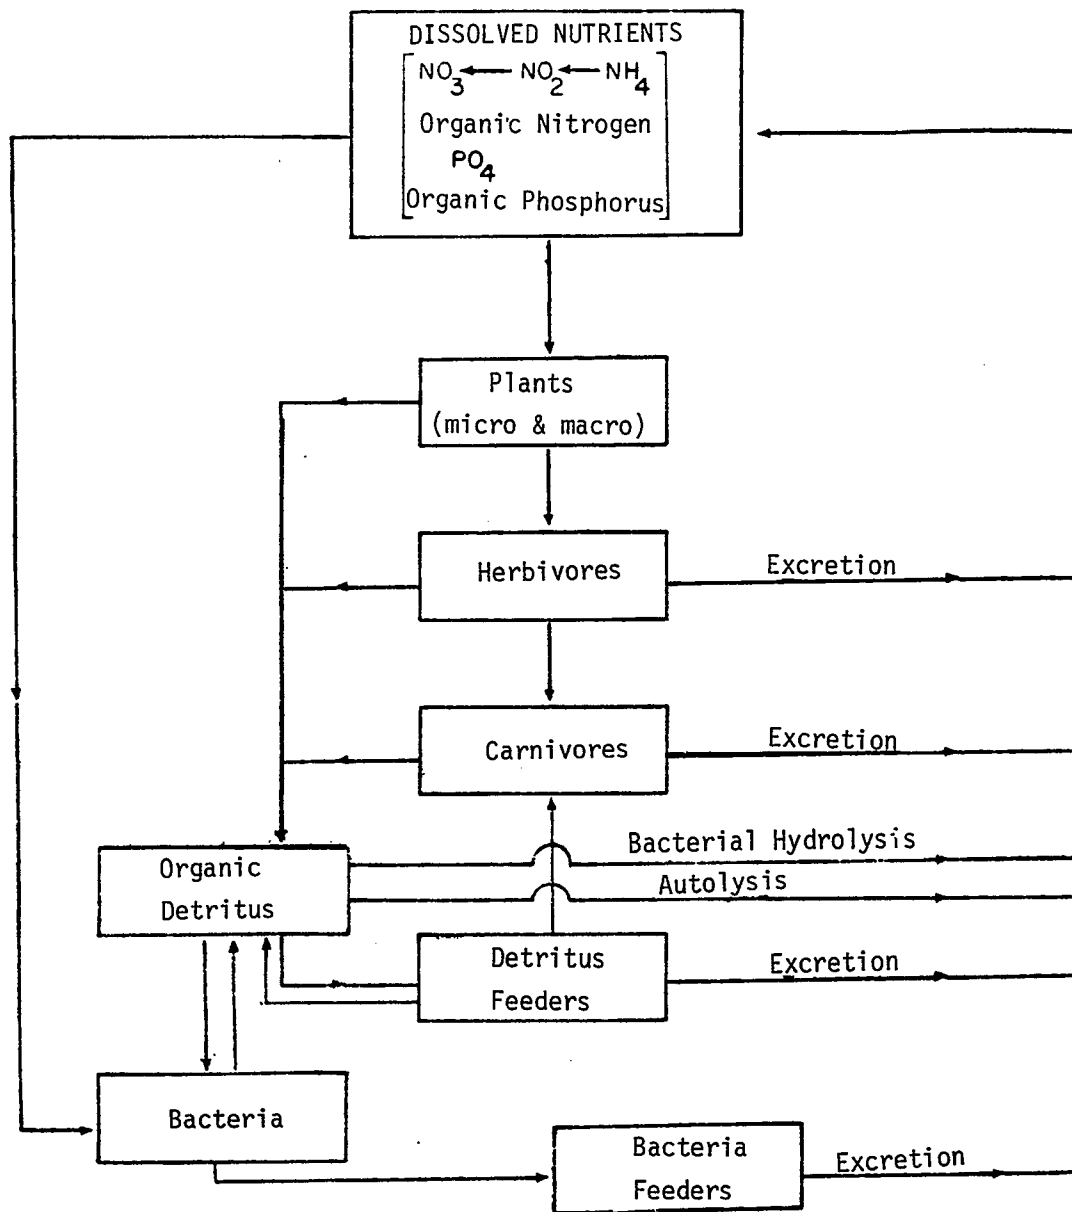 DISSOLVED NUTRIENTS
NO3 ← NO2 ← NH4
Organic Nitrogen
PO4
Organic Phosphorus
Plants
(micro & macro)
Herbivores
Excretion
Carnivores
Excretion
Bacterial Hydrolysis
Organic
Detritus
Autolysis
Detritus
Feeders
Excretion
Bacteria
Bacteria
Feeders
Excretion